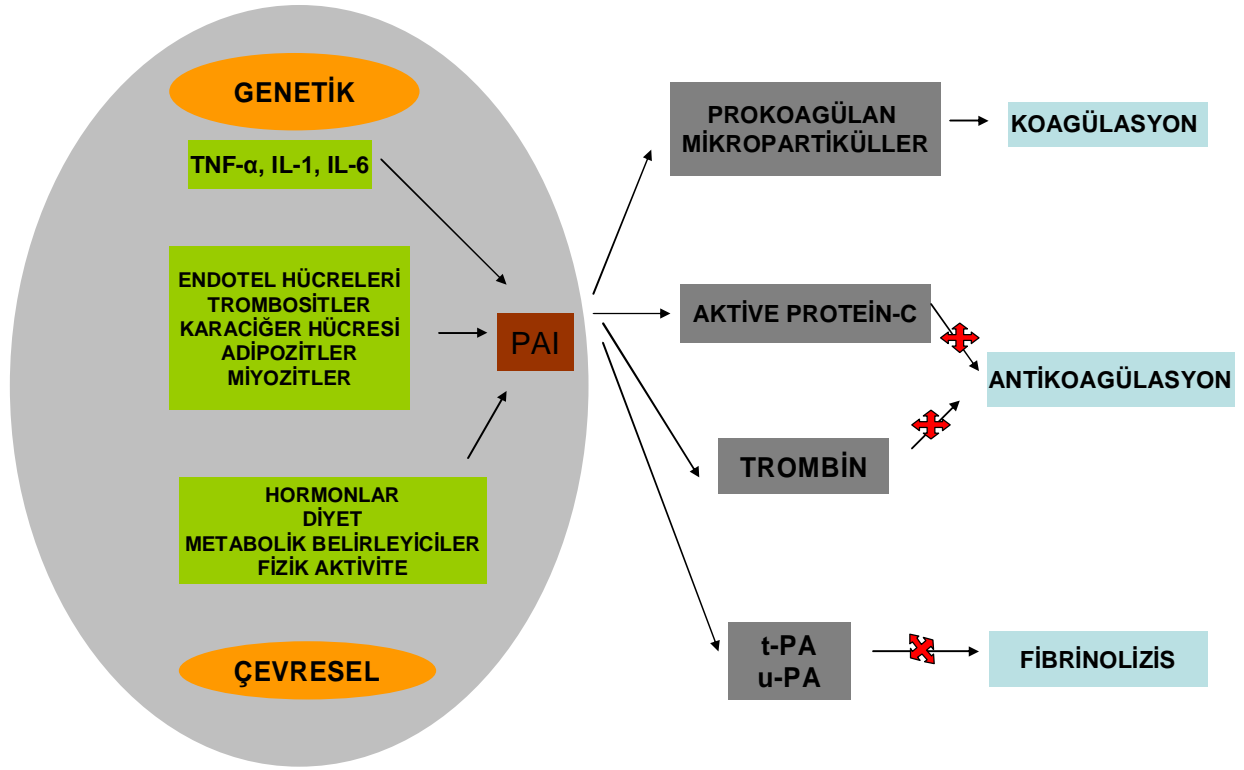 GENETİK
TNF-α, IL-1, IL-6
ENDOTEL HÜCRELERİ
TROMBOSİTLER
KARACİĞER HÜCRESİ
ADİPOZİTLER
MİYOZİTLER
PAI
HORMONLAR
DİYET
METABOLİK BELİRLEYİCİLER
FİZİK AKTİVİTE
ÇEVRESEL
PROKOAGÜLAN
MİKROPARTİKÜLLER
KOAGÜLASYON
AKTİVE PROTEİN-C
ANTİKOAGÜLASYON
TROMBİN
t-PA
u-PA
FİBRİNOLİZİS